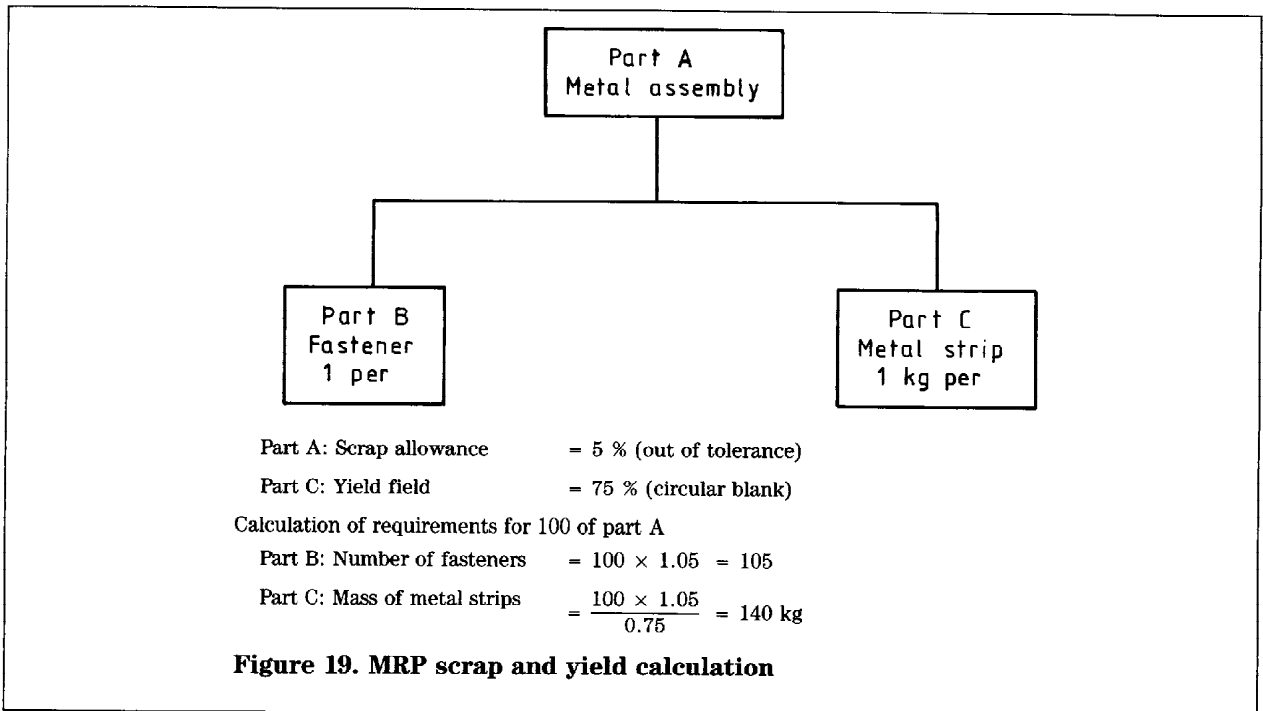 Part A
Metal assembly
Part B
Fastener
1 per
Part C
Metal strip
1 kg per
Part A: Scrap allowance = 5 % (out of tolerance)
Part C: Yield field = 75 % (circular blank)
Calculation of requirements for 100 of part A
Part B: Number of fasteners = 100 × 1.05 = 105
Part C: Mass of metal strips = 100 × 1.05 / 0.75 = 140 kg
Figure 19. MRP scrap and yield calculation